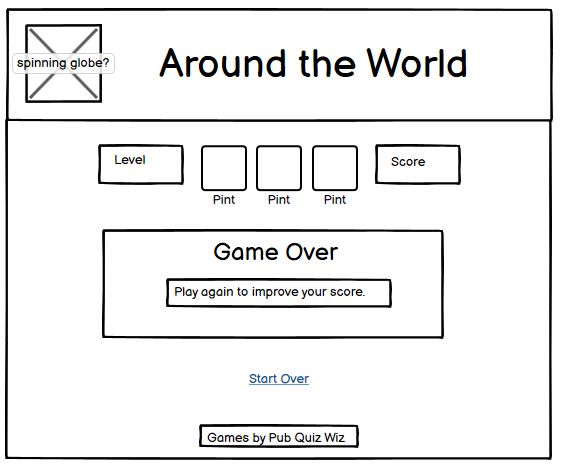 spinning globe?
Around the World
Level
Score
Pint
Pint
Pint
Game Over
Play again to improve your score.
Start Over
Games by Pub Quiz Wiz